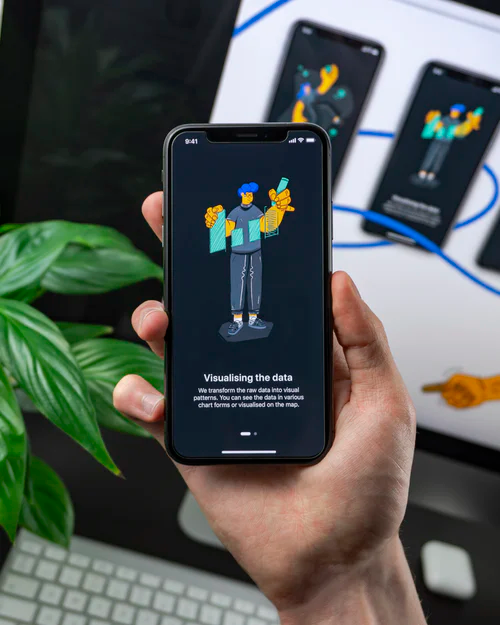 9:41
Visualising the data
We transform the raw data into visual
patterns. You can see the data in various
chart forms or visualised on the map.